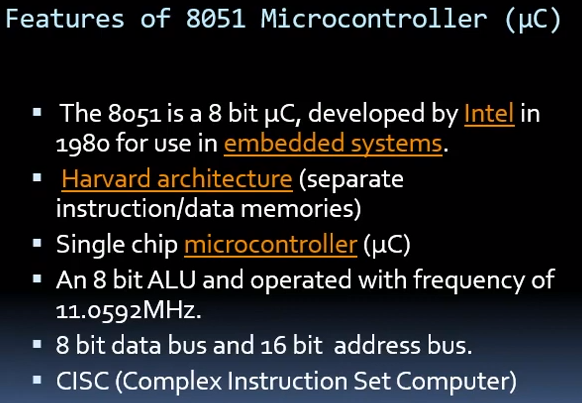 Features of 8051 Microcontroller (µC)
▪ The 8051 is a 8 bit µC, developed by Intel in
1980 for use in embedded systems.
▪ Harvard architecture (separate
instruction/data memories)
▪ Single chip microcontroller (µC)
▪ An 8 bit ALU and operated with frequency of
11.0592MHz.
▪ 8 bit data bus and 16 bit address bus.
▪ CISC (Complex Instruction Set Computer)